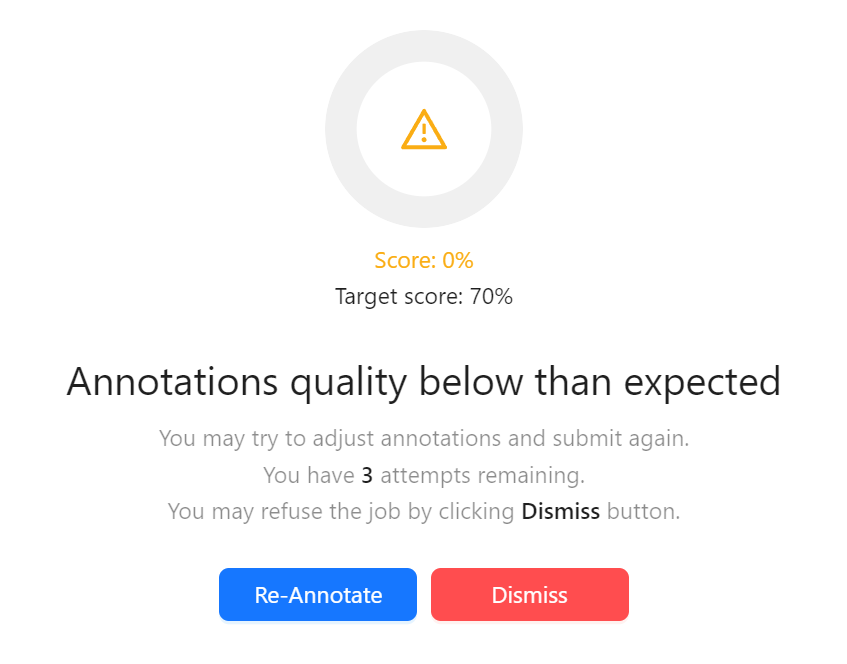 Score: 0%
Target score: 70%
Annotations quality below than expected
You may try to adjust annotations and submit again.
You have 3 attempts remaining.
You may refuse the job by clicking Dismiss button.
Re-Annotate
Dismiss